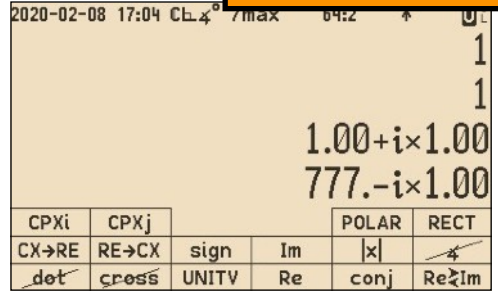 2020-02-08 17:04 C∟∡° /max 64:2
1
1
1.00+i×1.00
777.-i×1.00
CPXi CPXj POLAR RECT
CX→RE RE→CX sign Im |x| ∡
dot cross UNITV Re conj Re⇄Im